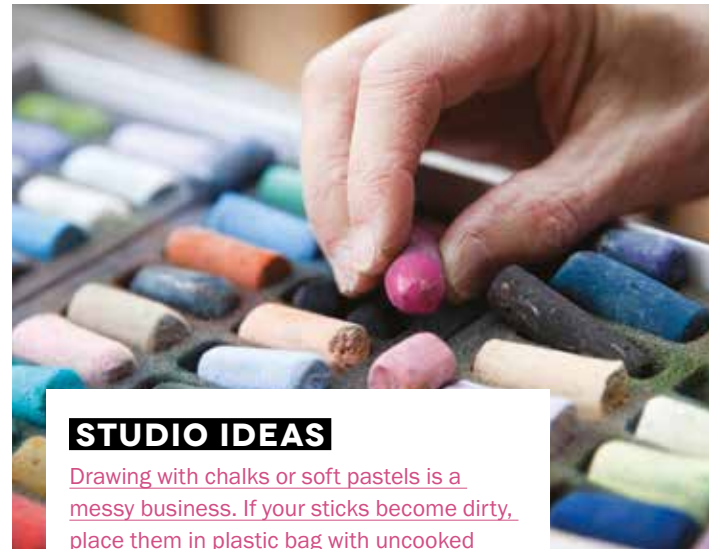 STUDIO IDEAS
Drawing with chalks or soft pastels is a
messy business. If your sticks become dirty,
place them in plastic bag with uncooked